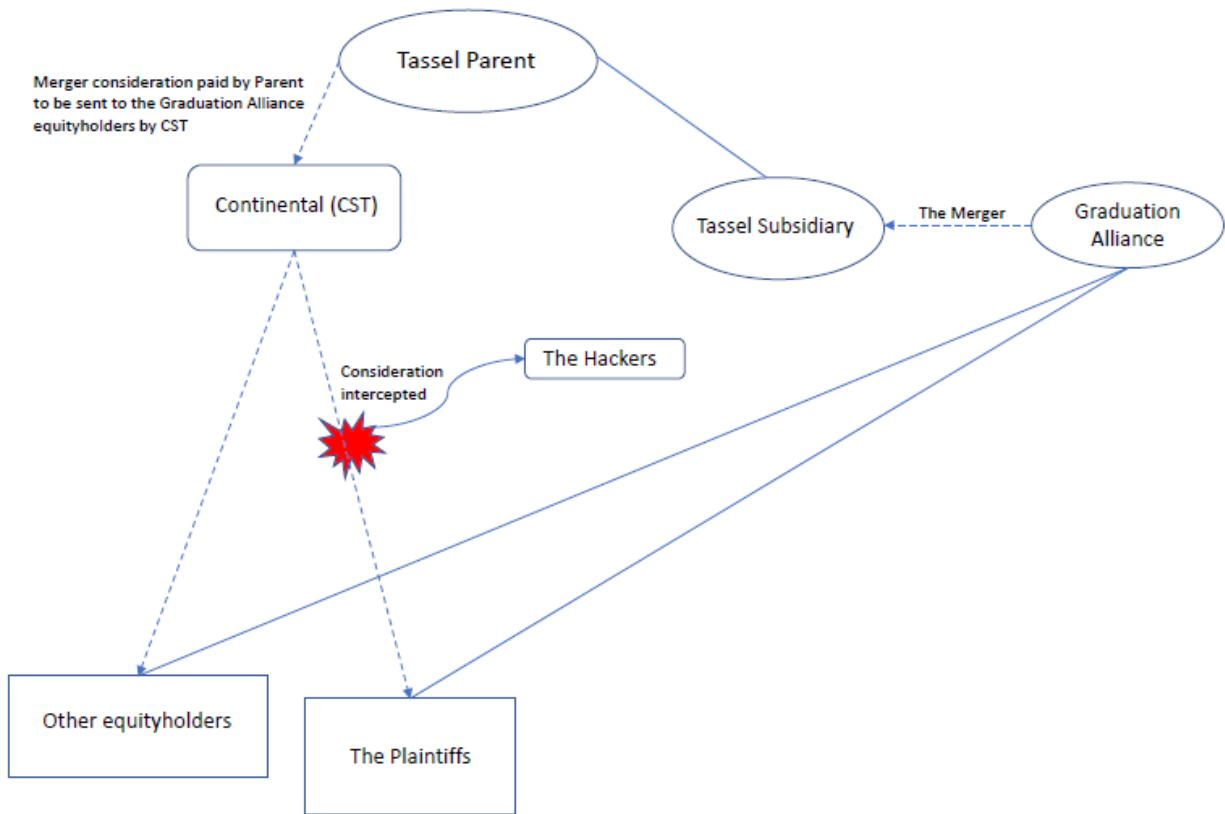 Tassel Parent
Merger consideration paid by Parent
to be sent to the Graduation Alliance
equityholders by CST
Continental (CST)
Tassel Subsidiary
The Merger
Graduation
Alliance
The Hackers
Consideration
intercepted
Other equityholders
The Plaintiffs